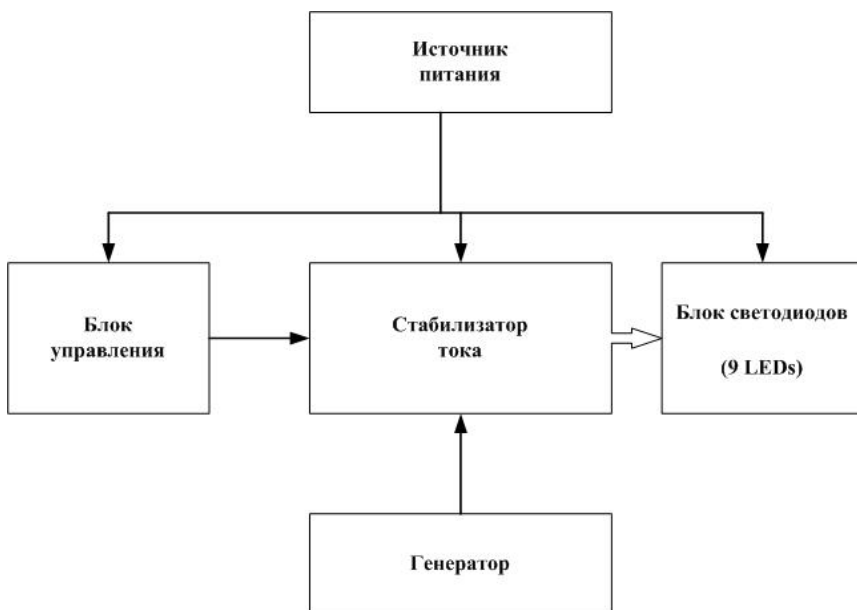 Источник
питания
Блок
управления
Стабилизатор
тока
Блок светодиодов
(9 LEDs)
Генератор